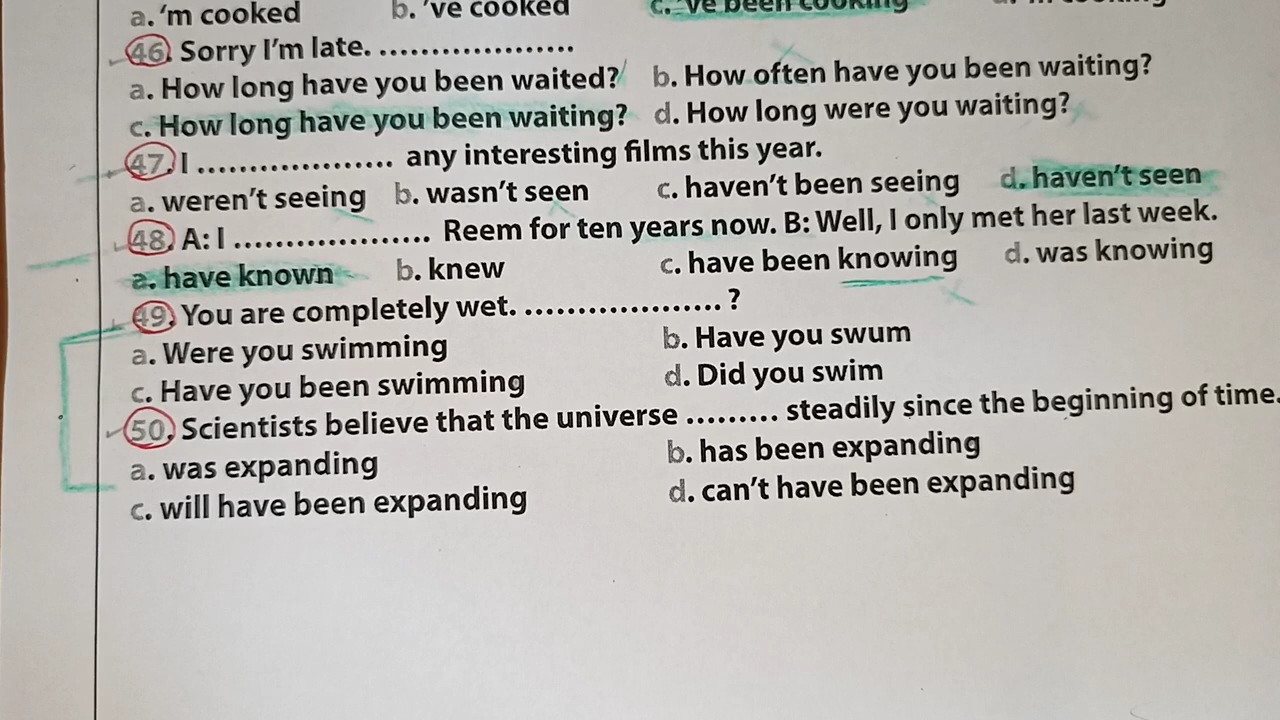 a. ‘m cooked b. ’ve cooked c. ’ve been cooking
46. Sorry I’m late. ...................
a. How long have you been waited? b. How often have you been waiting?
c. How long have you been waiting? d. How long were you waiting?
47. I ................... any interesting films this year.
a. weren’t seeing b. wasn’t seen c. haven’t been seeing d. haven’t seen
48. A: I ................... Reem for ten years now. B: Well, I only met her last week.
a. have known b. knew c. have been knowing d. was knowing
49. You are completely wet. ................... ?
a. Were you swimming b. Have you swum
c. Have you been swimming d. Did you swim
50. Scientists believe that the universe ......... steadily since the beginning of time.
a. was expanding b. has been expanding
c. will have been expanding d. can’t have been expanding